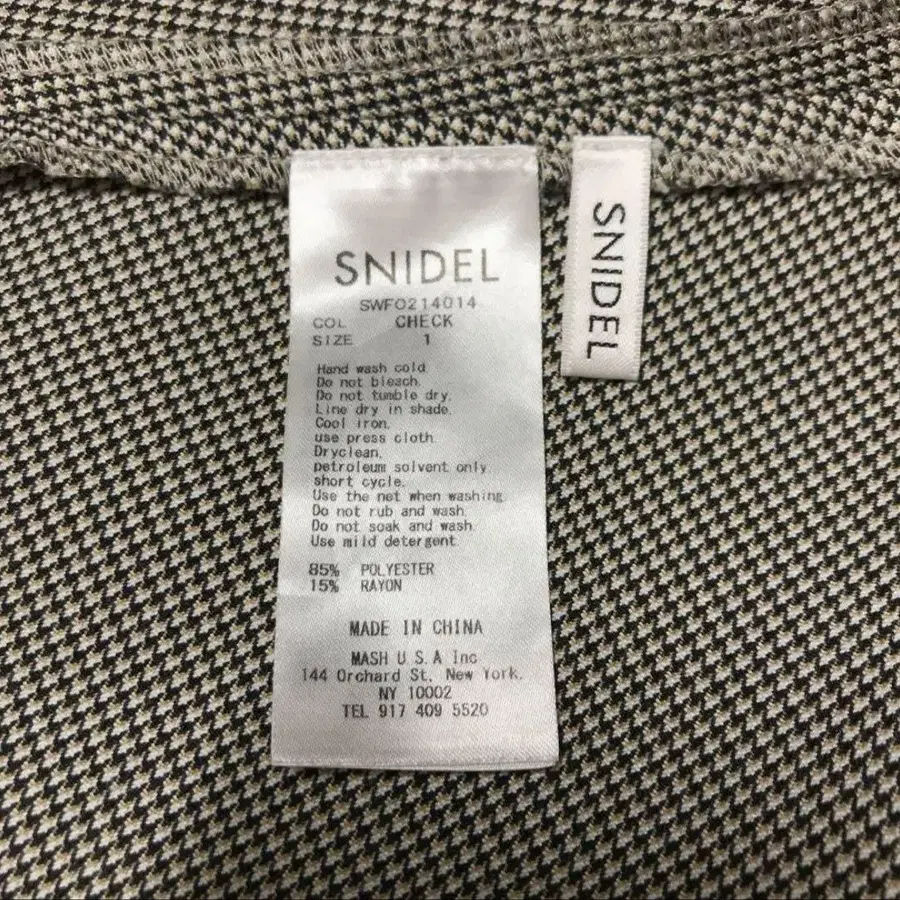 SNIDEL
SWFO214014
COL CHECK
SIZE 1
Hand wash cold.
Do not bleach.
Do not tumble dry.
Line dry in shade.
Cool iron.
use press cloth.
Dryclean.
petroleum solvent only.
short cycle.
Use the net when washing.
Do not rub and wash.
Do not soak and wash.
Use mild detergent.
85% POLYESTER
15% RAYON
MADE IN CHINA
MASH U.S.A Inc
144 Orchard St. New York.
NY 10002
TEL 917 409 5520
SNIDEL